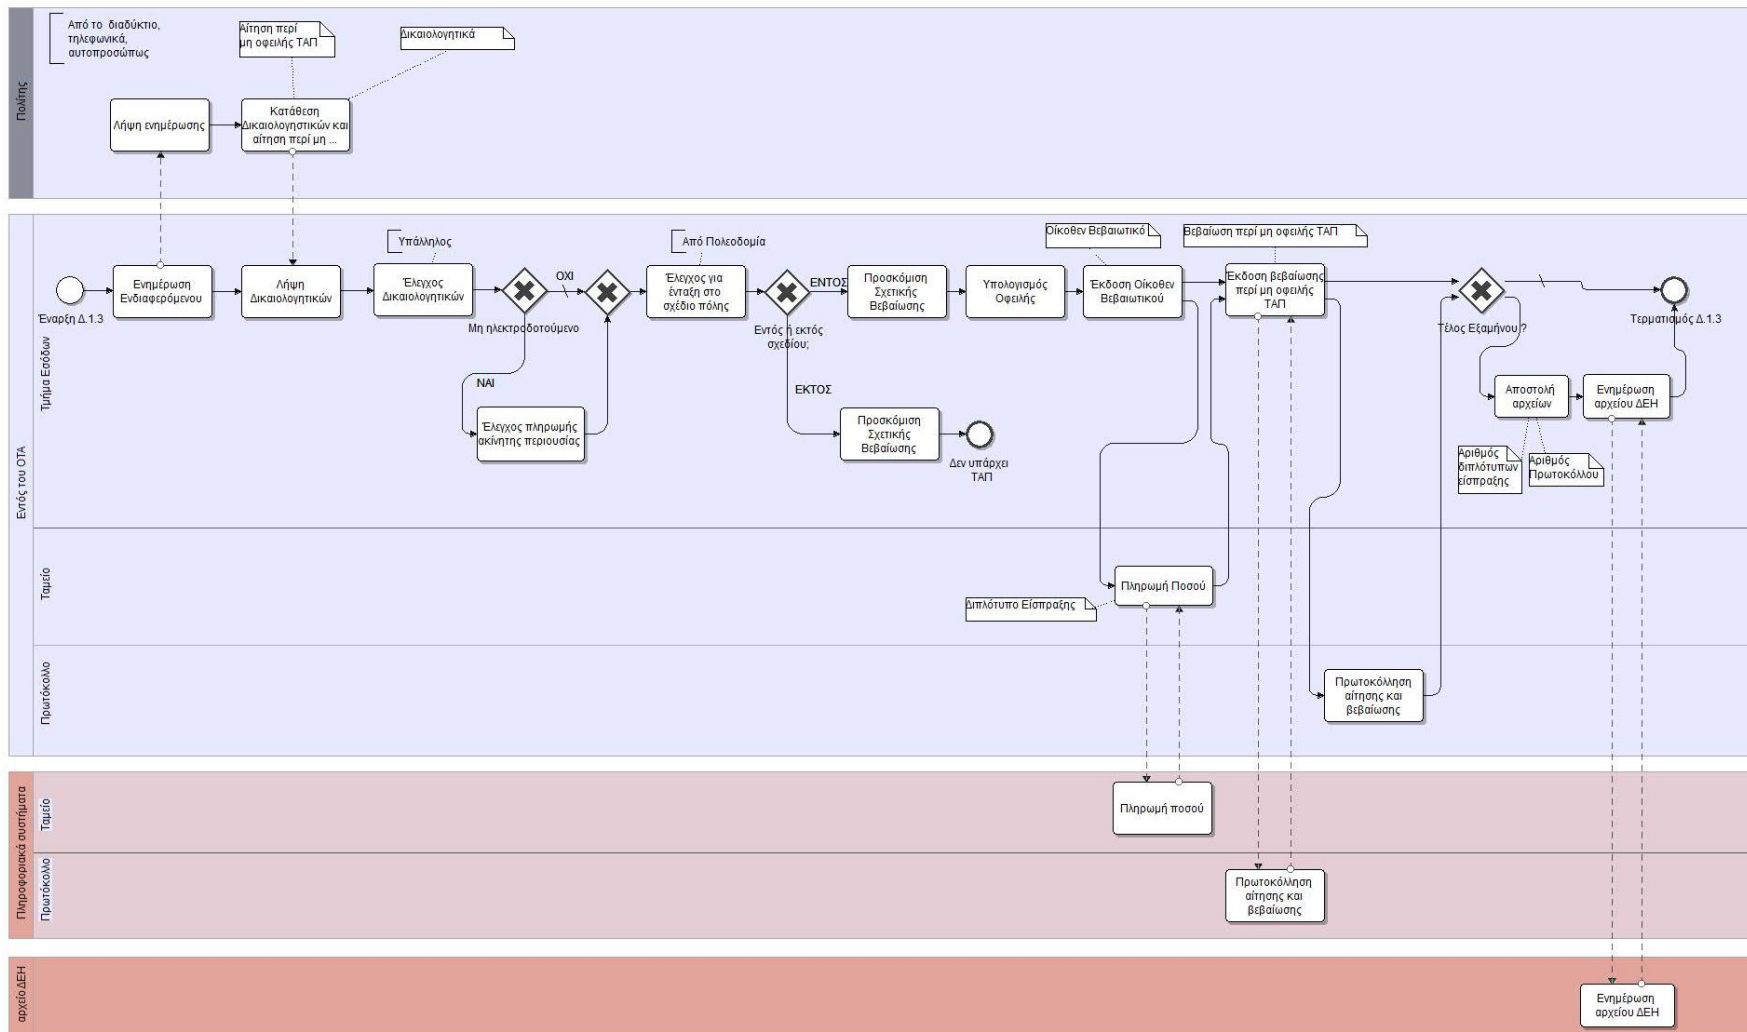 Πολίτης
Από το διαδύκτιο,
τηλεφωνικά,
αυτοπροσώπως
Αίτηση περί
μη οφειλής ΤΑΠ
Δικαιολογητικά
Λήψη ενημέρωσης
Κατάθεση
Δικαιολογηστικών και
αίτηση περί μη ...
Εντός του ΟΤΑ
Τμήμα Εσόδων
Έναρξη Δ.1.3
Ενημέρωση
Ενδιαφερόμενου
Λήψη
Δικαιολογητικών
Υπάλληλος
Έλεγχος
Δικαιολογητικών
ΟΧΙ
Μη ηλεκτροδοτούμενο
ΝΑΙ
Έλεγχος πληρωμής
ακίνητης περιουσίας
Από Πολεοδομία
Έλεγχος για
ένταξη στο
σχέδιο πόλης
Εντός ή εκτός
σχεδίου;
ΕΝΤΟΣ
ΕΚΤΟΣ
Προσκόμιση
Σχετικής
Βεβαίωσης
Προσκόμιση
Σχετικής
Βεβαίωσης
Δεν υπάρχει
ΤΑΠ
Υπολογισμός
Οφειλής
Οίκοθεν Βεβαιωτικό
Έκδοση Οίκοθεν
Βεβαιωτικού
Βεβαίωση περί μη οφειλής ΤΑΠ
Έκδοση βεβαίωσης
περί μη οφειλής
ΤΑΠ
Τέλος Εξαμήνου ?
Τερματισμός Δ.1.3
Αποστολή
αρχείων
Ενημέρωση
αρχείου ΔΕΗ
Αριθμός
διπλότυπων
είσπραξης
Αριθμός
Πρωτοκόλλου
Ταμείο
Πληρωμή Ποσού
Διπλότυπο Είσπραξης
Πρωτόκολλο
Πρωτοκόλληση
αίτησης και
βεβαίωσης
Πληροφοριακά συστήματα
Ταμείο
Πληρωμή ποσού
Πρωτόκολλο
Πρωτοκόλληση
αίτησης και
βεβαίωσης
αρχείο ΔΕΗ
Ενημέρωση
αρχείου ΔΕΗ